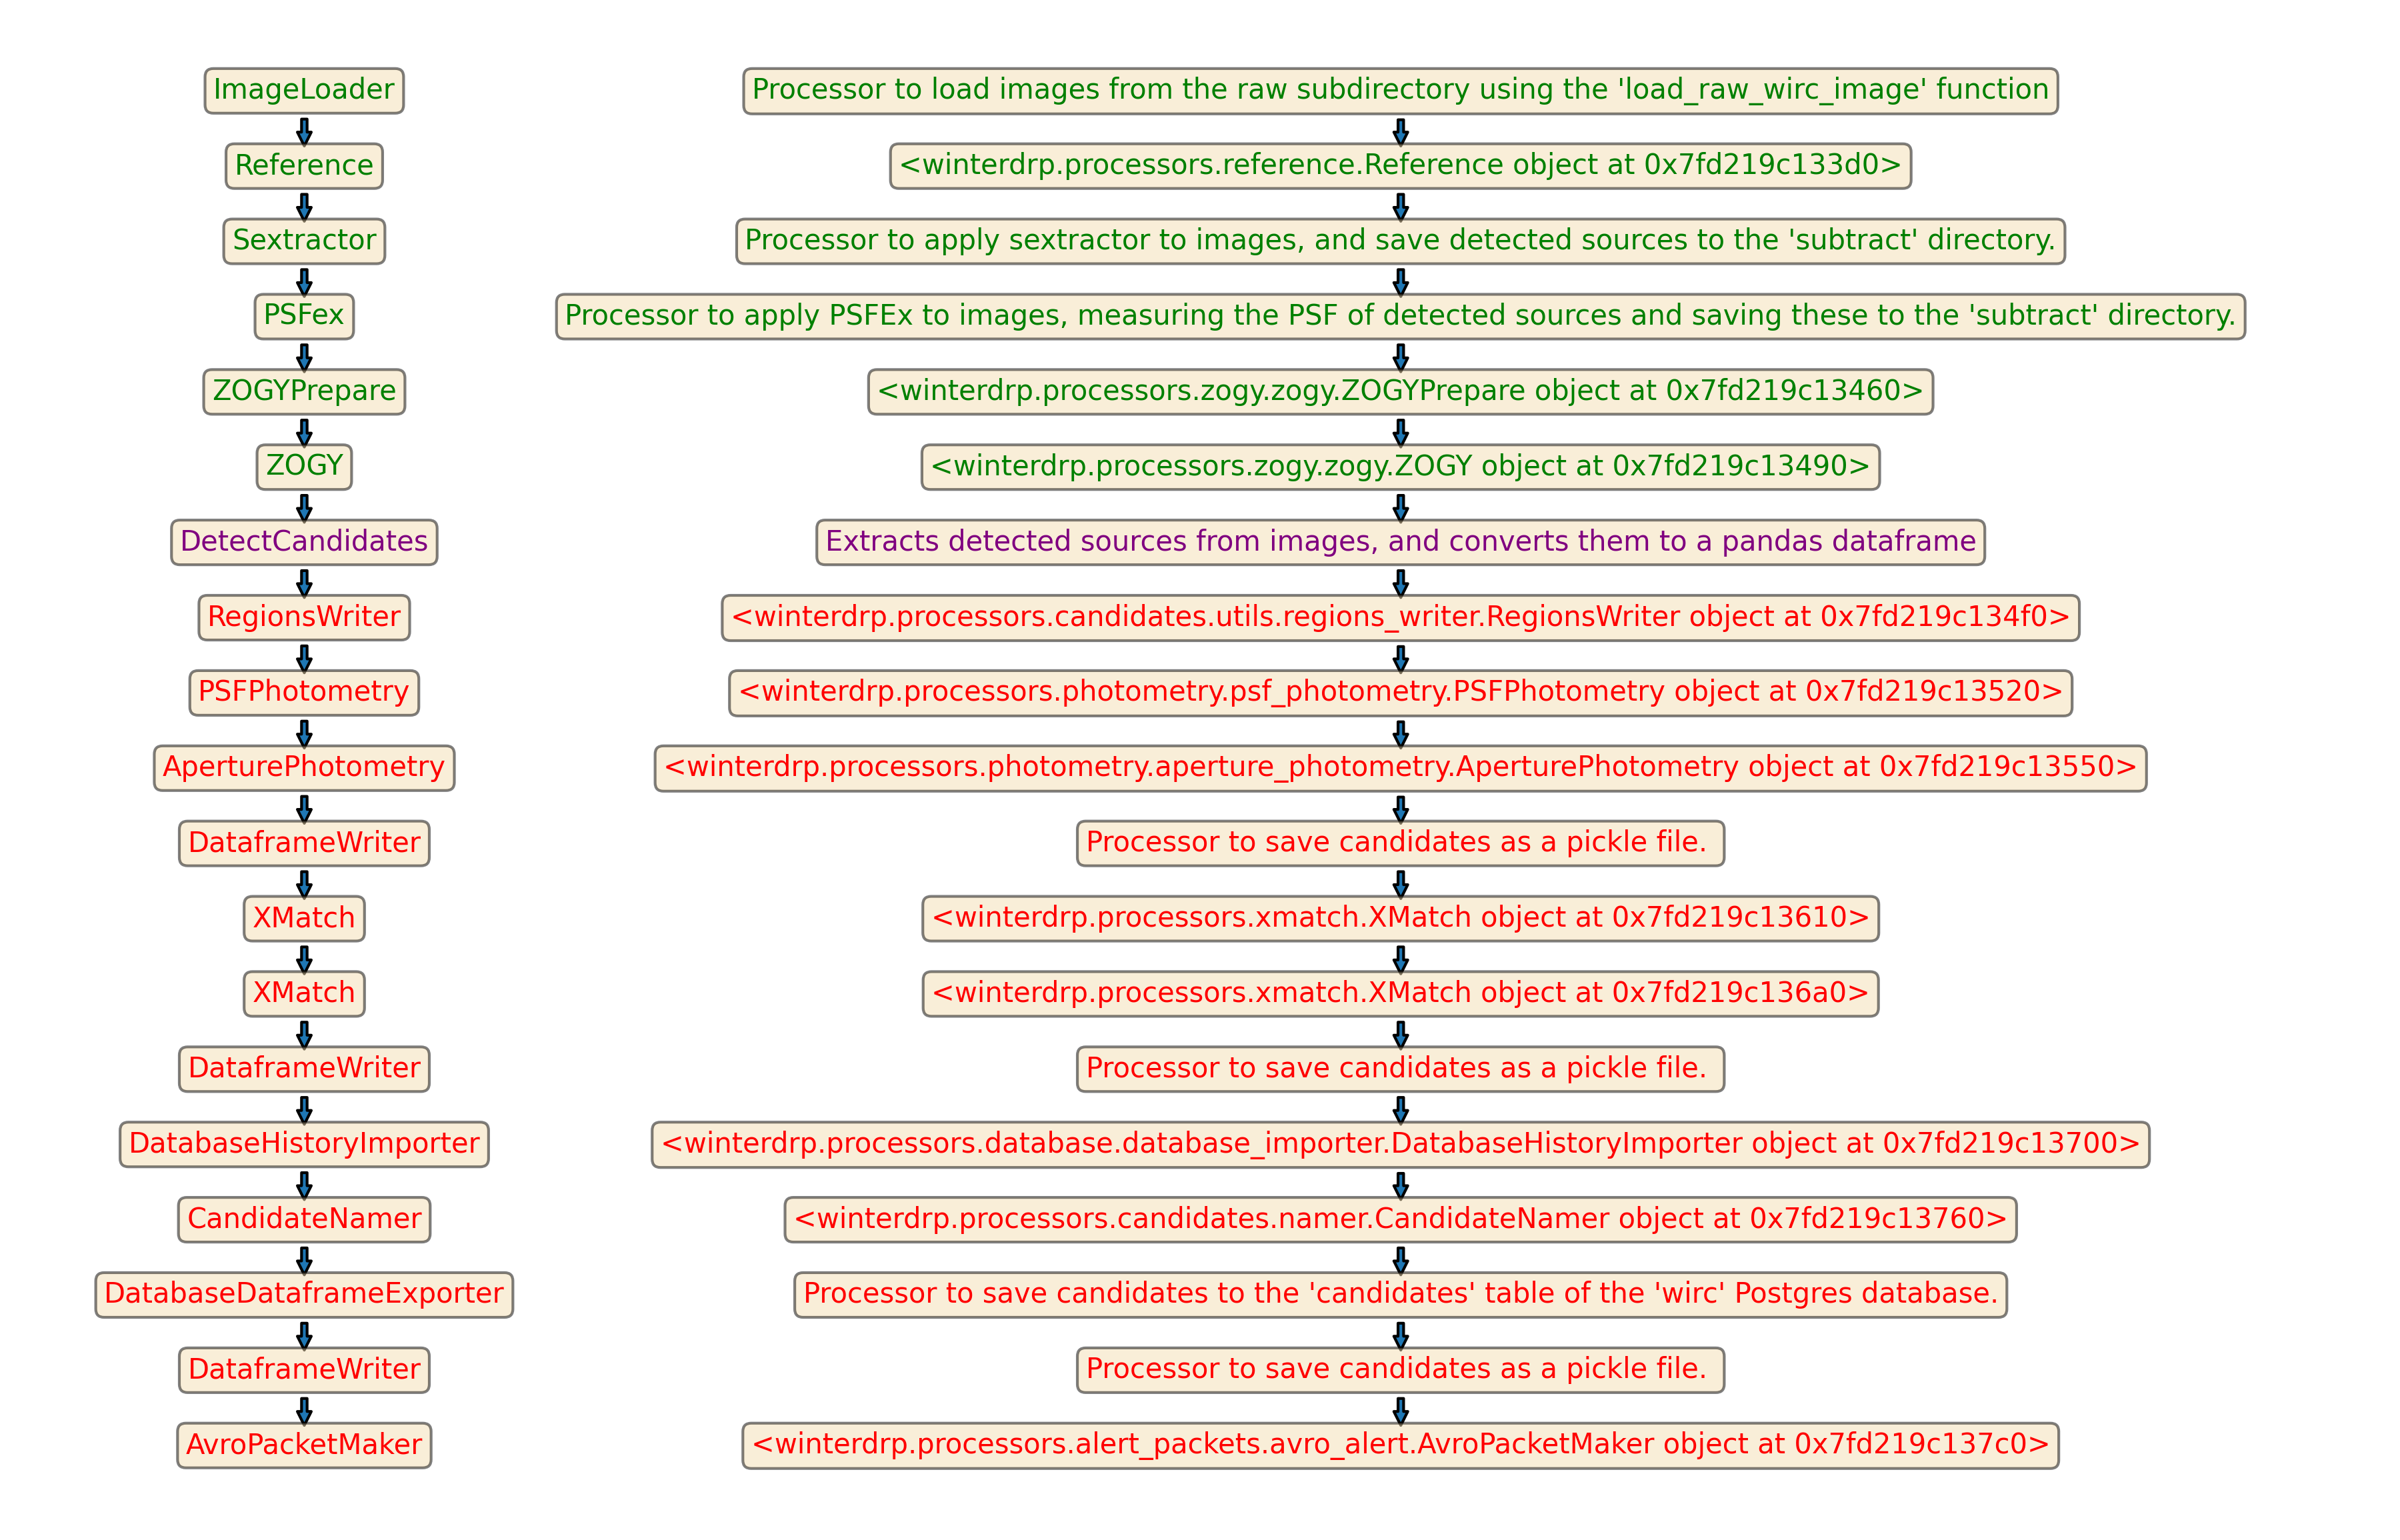 ImageLoader
Processor to load images from the raw subdirectory using the 'load_raw_wirc_image' function
Reference
<winterdrp.processors.reference.Reference object at 0x7fd219c133d0>
Sextractor
Processor to apply sextractor to images, and save detected sources to the 'subtract' directory.
PSFex
Processor to apply PSFEx to images, measuring the PSF of detected sources and saving these to the 'subtract' directory.
ZOGYPrepare
<winterdrp.processors.zogy.zogy.ZOGYPrepare object at 0x7fd219c13460>
ZOGY
<winterdrp.processors.zogy.zogy.ZOGY object at 0x7fd219c13490>
DetectCandidates
Extracts detected sources from images, and converts them to a pandas dataframe
RegionsWriter
<winterdrp.processors.candidates.utils.regions_writer.RegionsWriter object at 0x7fd219c134f0>
PSFPhotometry
<winterdrp.processors.photometry.psf_photometry.PSFPhotometry object at 0x7fd219c13520>
AperturePhotometry
<winterdrp.processors.photometry.aperture_photometry.AperturePhotometry object at 0x7fd219c13550>
DataframeWriter
Processor to save candidates as a pickle file.
XMatch
<winterdrp.processors.xmatch.XMatch object at 0x7fd219c13610>
XMatch
<winterdrp.processors.xmatch.XMatch object at 0x7fd219c136a0>
DataframeWriter
Processor to save candidates as a pickle file.
DatabaseHistoryImporter
<winterdrp.processors.database.database_importer.DatabaseHistoryImporter object at 0x7fd219c13700>
CandidateNamer
<winterdrp.processors.candidates.namer.CandidateNamer object at 0x7fd219c13760>
DatabaseDataframeExporter
Processor to save candidates to the 'candidates' table of the 'wirc' Postgres database.
DataframeWriter
Processor to save candidates as a pickle file.
AvroPacketMaker
<winterdrp.processors.alert_packets.avro_alert.AvroPacketMaker object at 0x7fd219c137c0>